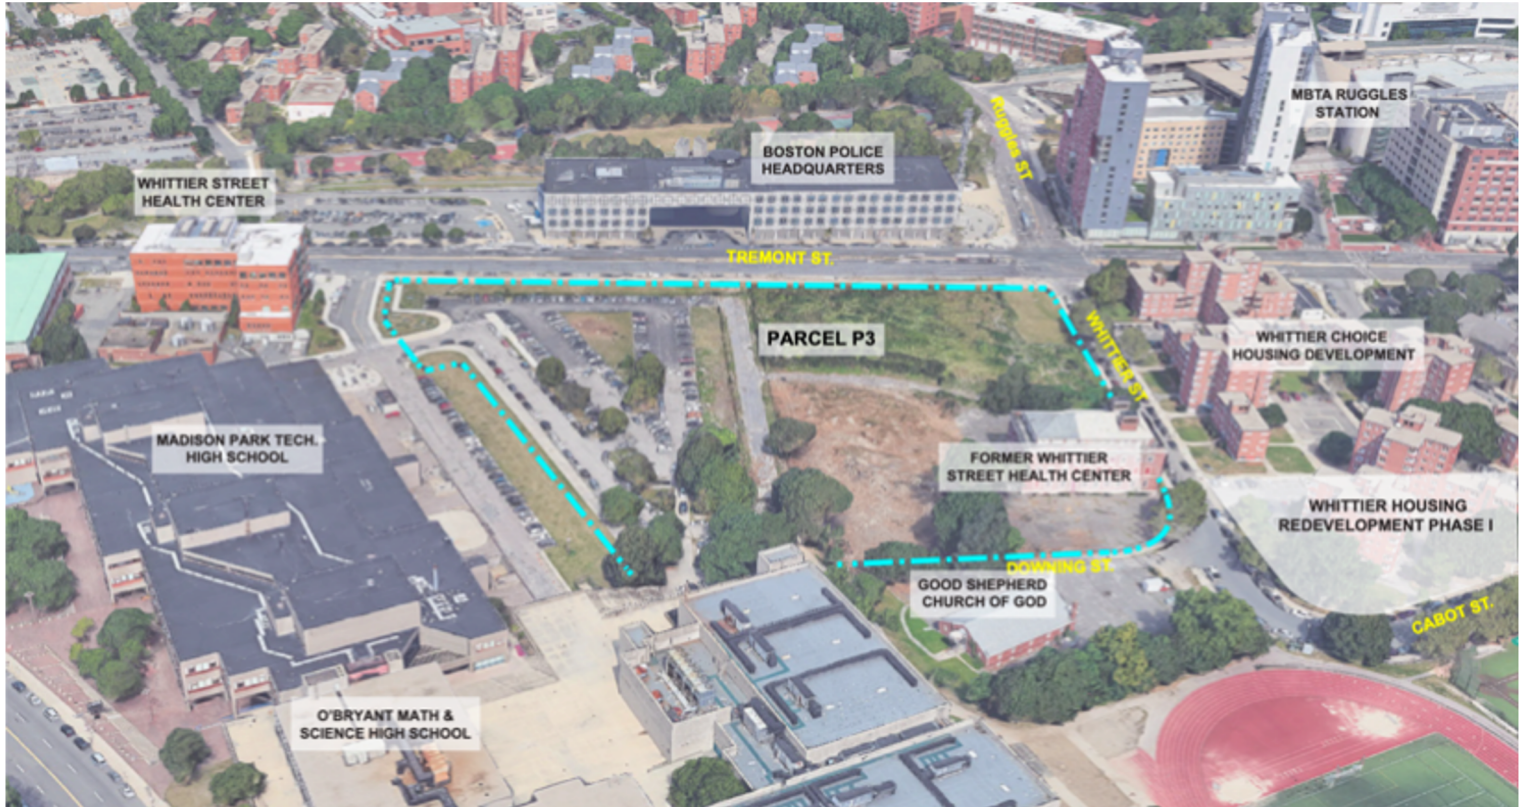 Ruggles ST
MBTA RUGGLES
STATION
BOSTON POLICE
HEADQUARTERS
WHITTIER STREET
HEALTH CENTER
TREMONT ST.
PARCEL P3
WHITTIER ST
WHITTIER CHOICE
HOUSING DEVELOPMENT
MADISON PARK TECH.
HIGH SCHOOL
FORMER WHITTIER
STREET HEALTH CENTER
WHITTIER HOUSING
REDEVELOPMENT PHASE I
DOWNING ST.
GOOD SHEPHERD
CHURCH OF GOD
CABOT ST.
O'BRYANT MATH &
SCIENCE HIGH SCHOOL